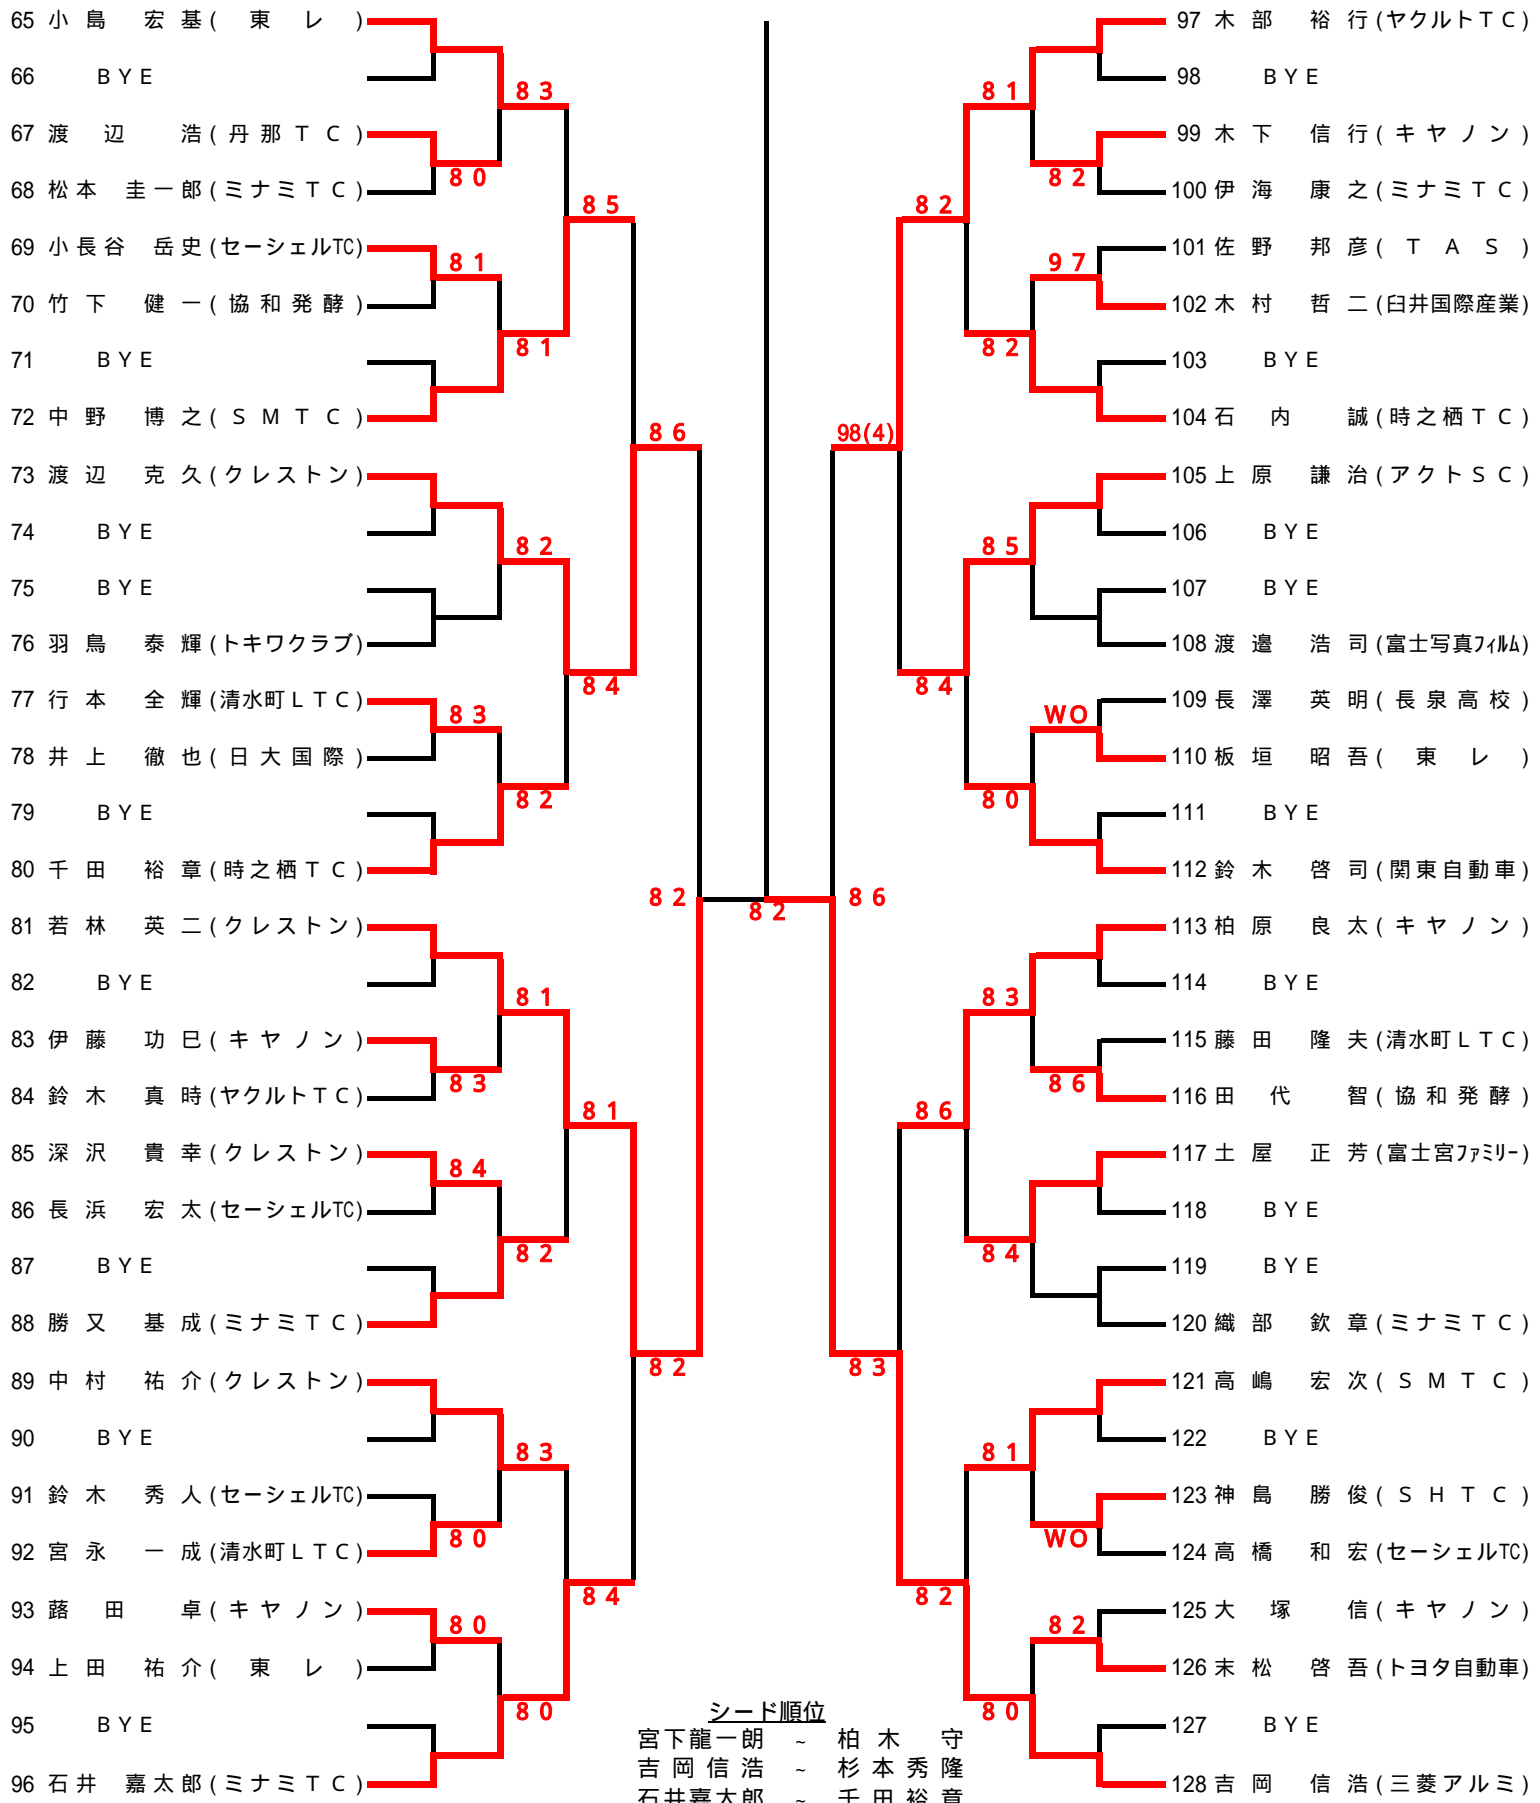 65 小島 宏基(東レ)
66 BYE
67 渡辺 浩(丹那TC)
68 松本 圭一郎(ミナミTC)
69 小長谷 岳史(セーシェルTC)
70 竹下 健一(協和発酵)
71 BYE
72 中野 博之(SMTC)
73 渡辺 克久(クレストン)
74 BYE
75 BYE
76 羽鳥 泰輝(トキワクラブ)
77 行本 全輝(清水町LTC)
78 井上 徹也(日大国際)
79 BYE
80 千田 裕章(時之栖TC)
81 若林 英二(クレストン)
82 BYE
83 伊藤 功巳(キヤノン)
84 鈴木 真時(ヤクルトTC)
85 深沢 貴幸(クレストン)
86 長浜 宏太(セーシェルTC)
87 BYE
88 勝又 基成(ミナミTC)
89 中村 祐介(クレストン)
90 BYE
91 鈴木 秀人(セーシェルTC)
92 宮永 一成(清水町LTC)
93 蕗田 卓(キヤノン)
94 上田 祐介(東レ)
95 BYE
96 石井 嘉太郎(ミナミTC)
80
81
83
83
84
80
80
83
81
82
82
81
82
83
80
85
84
81
84
86
82
82
82
86
98(4)
83
82
84
86
82
81
82
85
80
83
84
81
80
82
97
WO
86
WO
82
97 木部 裕行(ヤクルトTC)
98 BYE
99 木下 信行(キヤノン)
100 伊海 康之(ミナミTC)
101 佐野 邦彦(TAS)
102 木村 哲二(臼井国際産業)
103 BYE
104 石内 誠(時之栖TC)
105 上原 謙治(アクトSC)
106 BYE
107 BYE
108 渡邉 浩司(富士写真フィルム)
109 長澤 英明(長泉高校)
110 板垣 昭吾(東レ)
111 BYE
112 鈴木 啓司(関東自動車)
113 柏原 良太(キヤノン)
114 BYE
115 藤田 隆夫(清水町LTC)
116 田代 智(協和発酵)
117 土屋 正芳(富士宮ファミリー)
118 BYE
119 BYE
120 織部 欽章(ミナミTC)
121 高嶋 宏次(SMTC)
122 BYE
123 神島 勝俊(SHTC)
124 高橋 和宏(セーシェルTC)
125 大塚 信(キヤノン)
126 末松 啓吾(トヨタ自動車)
127 BYE
128 吉岡 信浩(三菱アルミ)
シード順位
宮下龍一朗 ~ 柏木 守
吉岡信浩 ~ 杉本秀隆
石井嘉太郎 ~ 千田裕章